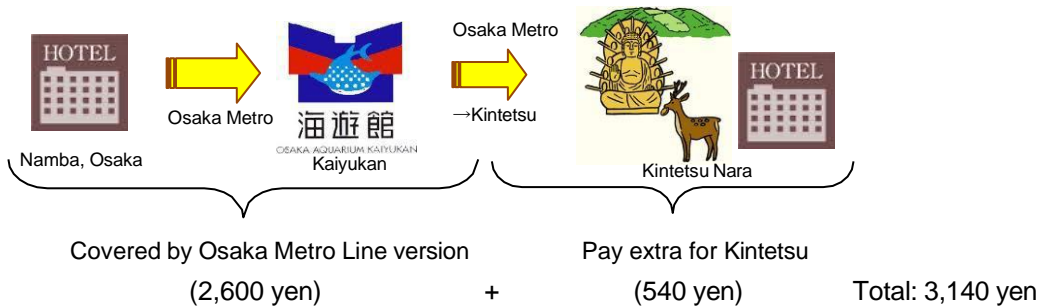 HOTEL
Osaka Metro
海遊館
OSAKA AQUARIUM KAIYUKAN
Kaiyukan
Namba, Osaka
Osaka Metro
→Kintetsu
HOTEL
Kintetsu Nara
Covered by Osaka Metro Line version
Pay extra for Kintetsu
(2,600 yen)
+
(540 yen)
Total: 3,140 yen